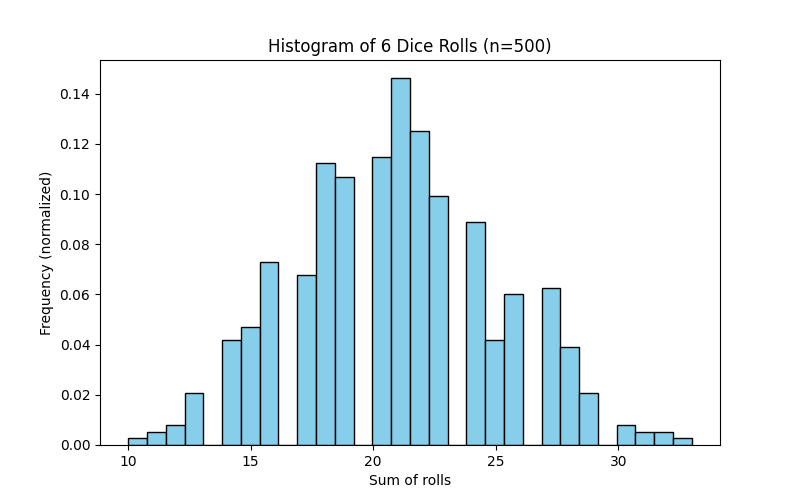 Histogram of 6 Dice Rolls (n=500)
0.14
0.12
0.10
0.08
0.06
0.04
0.02
0.00
Frequency (normalized)
10 15 20 25 30
Sum of rolls